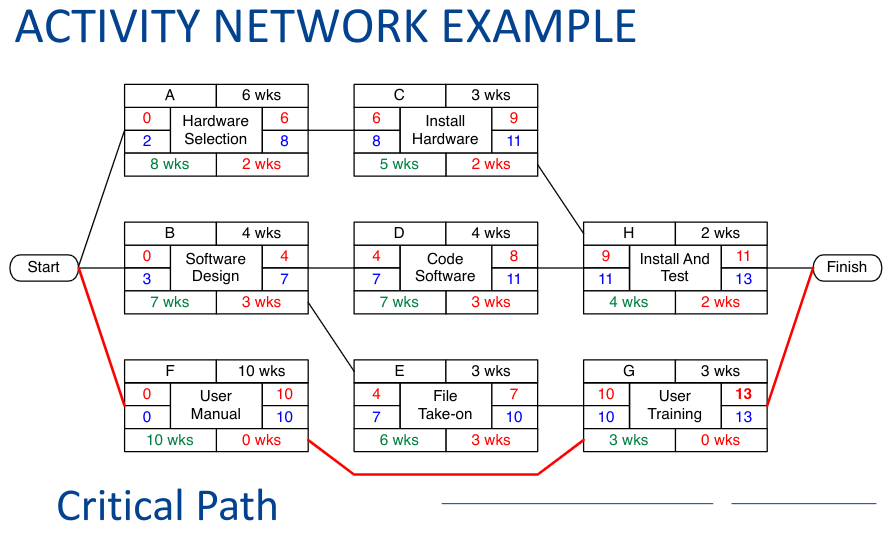 ACTIVITY NETWORK EXAMPLE
A 6 wks
0 Hardware Selection 6
2 8
8 wks 2 wks
C 3 wks
6 Install Hardware 9
8 11
5 wks 2 wks
Start
B 4 wks
0 Software Design 4
3 7
7 wks 3 wks
D 4 wks
4 Code Software 8
7 11
7 wks 3 wks
H 2 wks
9 Install And Test 11
11 13
4 wks 2 wks
Finish
F 10 wks
0 User Manual 10
0 10
10 wks 0 wks
E 3 wks
4 File Take-on 7
7 10
6 wks 3 wks
G 3 wks
10 User Training 13
10 13
3 wks 0 wks
Critical Path